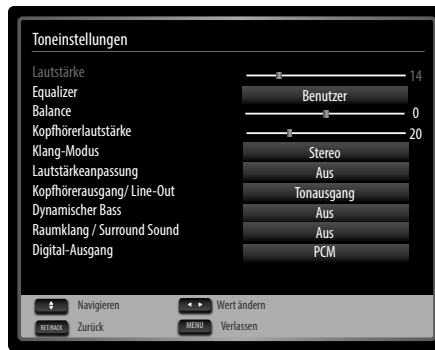 Toneinstellungen
Lautstärke 14
Equalizer Benutzer
Balance 0
Kopfhörerlautstärke 20
Klang-Modus Stereo
Lautstärkeanpassung Aus
Kopfhörerausgang/ Line-Out Tonausgang
Dynamischer Bass Aus
Raumklang / Surround Sound Aus
Digital-Ausgang PCM
Navigieren Wert ändern
RET/BACK Zurück MENU Verlassen